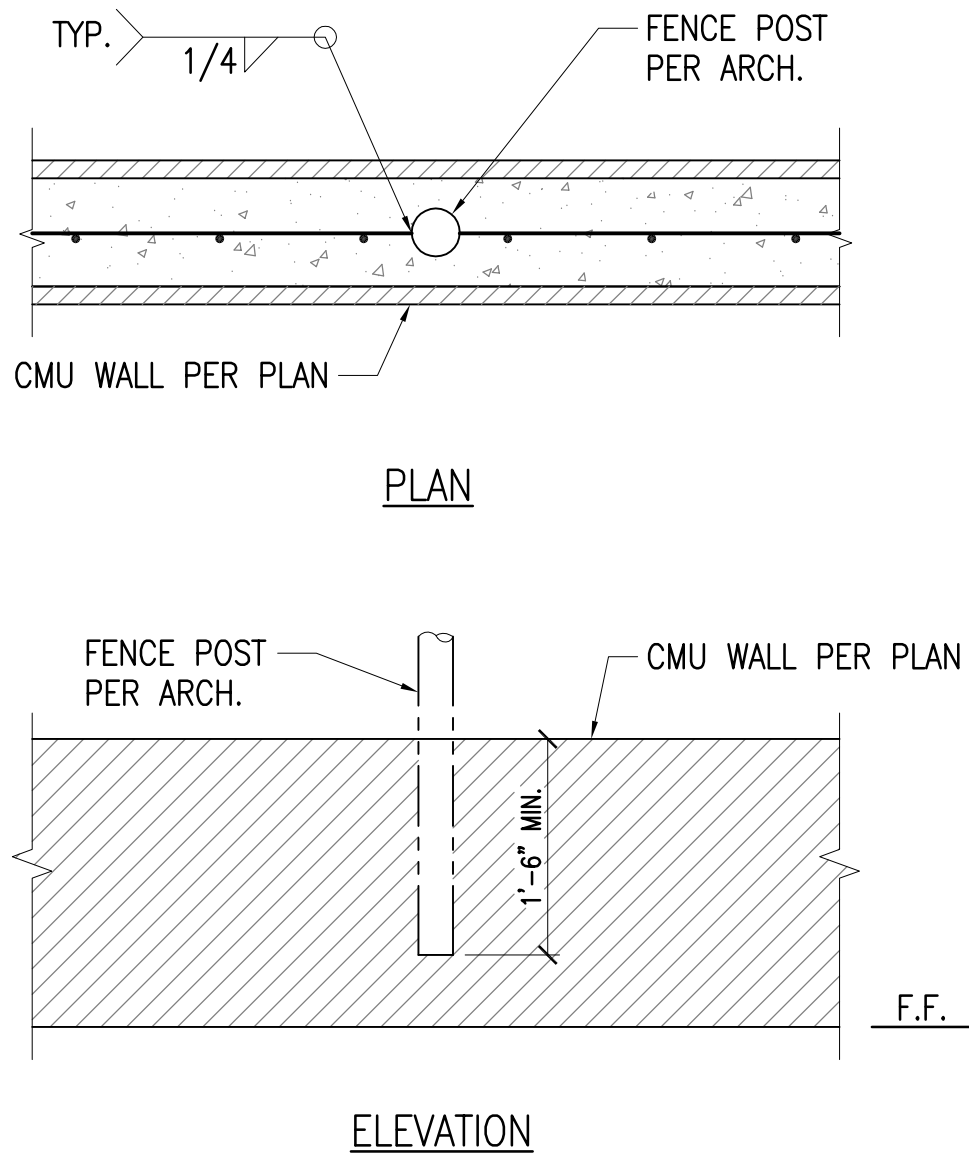 TYP.
1/4
FENCE POST
PER ARCH.
CMU WALL PER PLAN
PLAN
FENCE POST
PER ARCH.
CMU WALL PER PLAN
1'-6" MIN.
F.F.
ELEVATION